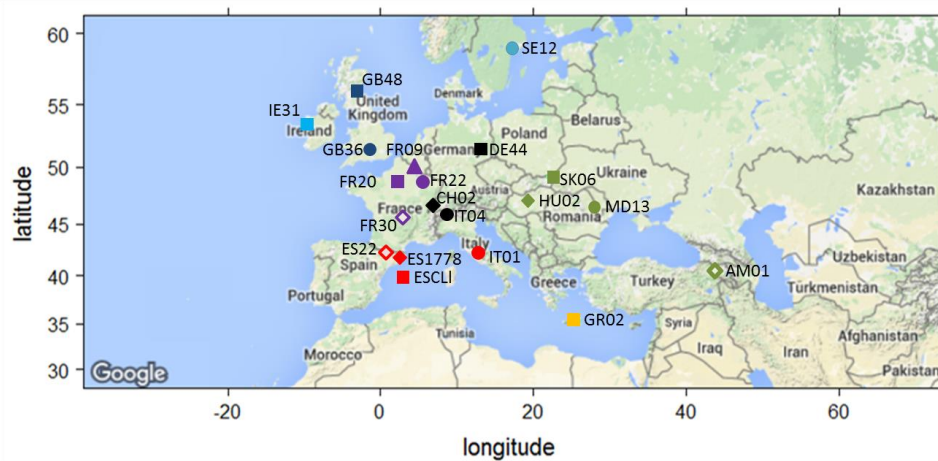 60
SE12
GB48
Denmark
55
United
Kingdom
IE31
Ireland
Belarus
Poland
GB36
FR09
Germany
DE44
50
FR20
FR22
SK06
Ukraine
Kazakhstan
Austria
CH02
HU02
France
IT04
Romania
MD13
45
FR30
Italy
ES22
ES1778
IT01
Uzbekistan
Spain
AM01
40
ESCLI
Greece
Turkey
Türkmenistan
Portugal
GR02
35
Syria
Tunisia
Afghanistan
Iraq
Iran
Morocco
30
Google
Pakistan
-20
0
20
40
60
latitude
longitude